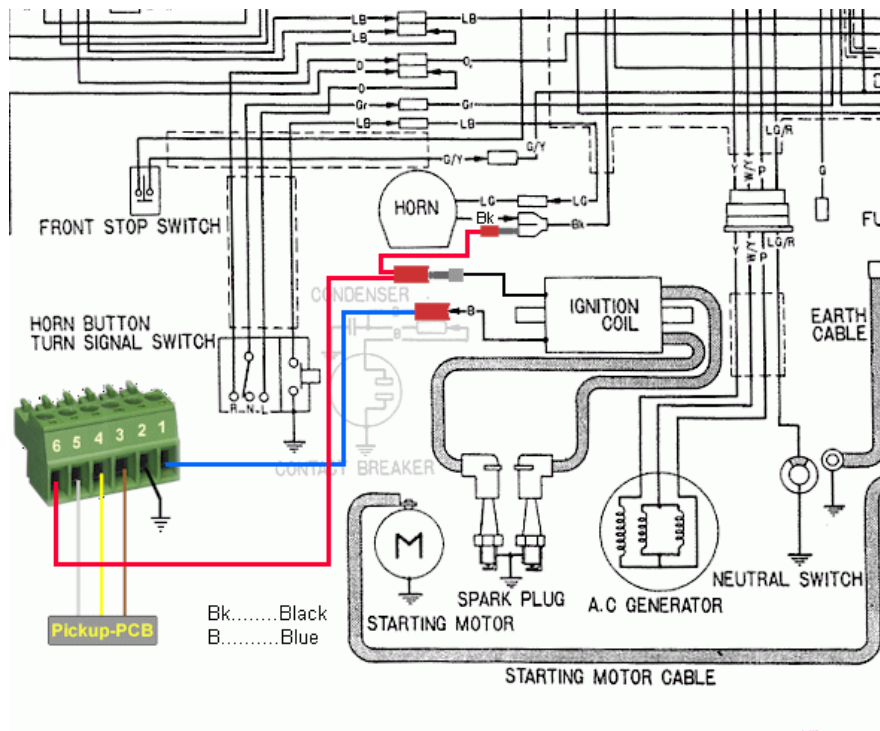 LB
LB
LB
LB
O
O
O
Gr
Gr
LB
LB
G/Y
G/Y
LG/R
Y
W/Y
P
G
FRONT STOP SWITCH
HORN
LG
LG
Bk
Bk
Y
W/Y
P
LG/R
FU
CONDENSER
IGNITION
COIL
EARTH
CABLE
HORN BUTTON
TURN SIGNAL SWITCH
B
B
B
R
N
L
6 5 4 3 2 1
CONTACT BREAKER
M
Pickup-PCB
Bk........Black
B..........Blue
SPARK PLUG
STARTING MOTOR
A.C GENERATOR
NEUTRAL SWITCH
STARTING MOTOR CABLE